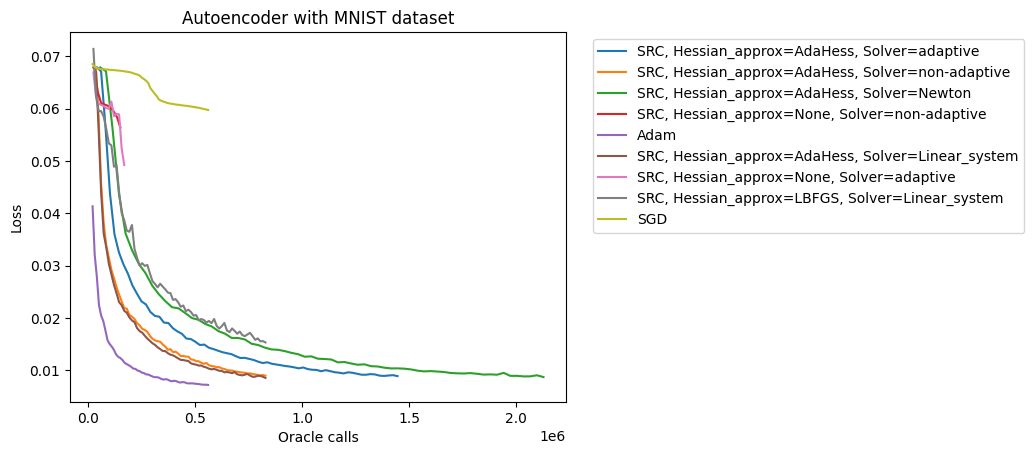 Autoencoder with MNIST dataset
Loss
0.07
0.06
0.05
0.04
0.03
0.02
0.01
0.0
0.5
1.0
1.5
2.0
1e6
Oracle calls
SRC, Hessian_approx=AdaHess, Solver=adaptive
SRC, Hessian_approx=AdaHess, Solver=non-adaptive
SRC, Hessian_approx=AdaHess, Solver=Newton
SRC, Hessian_approx=None, Solver=non-adaptive
Adam
SRC, Hessian_approx=AdaHess, Solver=Linear_system
SRC, Hessian_approx=None, Solver=adaptive
SRC, Hessian_approx=LBFGS, Solver=Linear_system
SGD